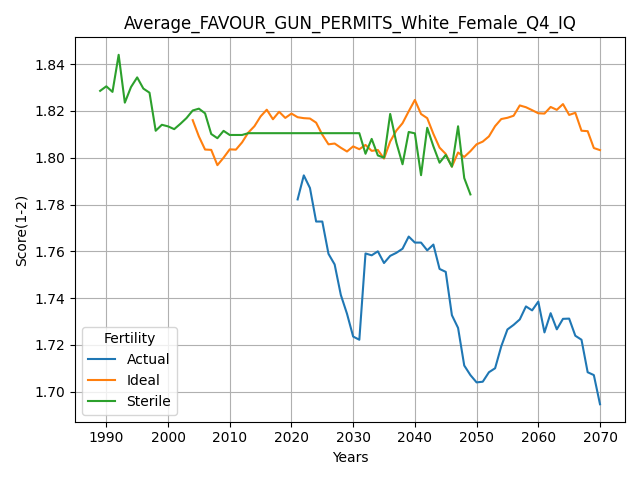 Average_FAVOUR_GUN_PERMITS_White_Female_Q4_IQ
Score(1-2)
1.84
1.82
1.80
1.78
1.76
1.74
1.72
1.70
Fertility
Actual
Ideal
Sterile
1990 2000 2010 2020 2030 2040 2050 2060 2070
Years